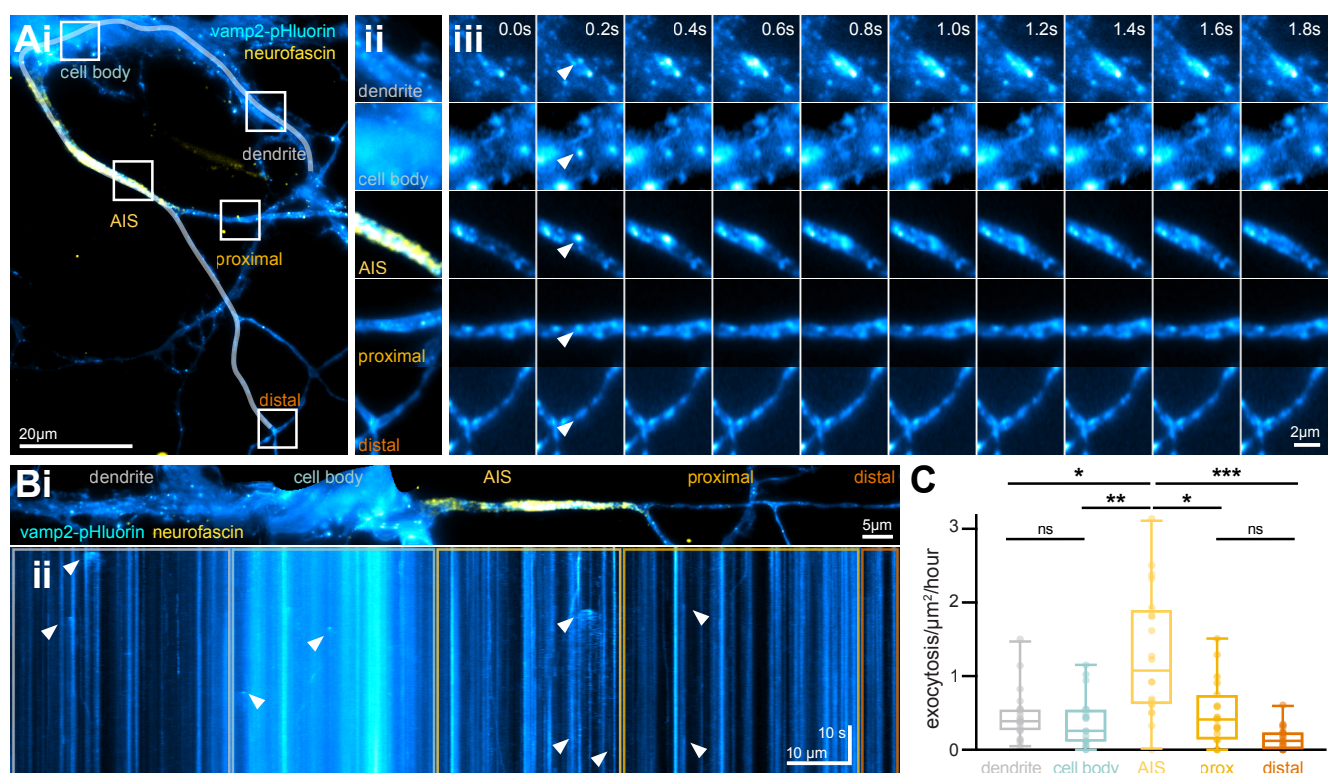 Ai
vamp2-pHluorin
neurofascin
cell body
dendrite
AIS
proximal
distal
20µm
ii
dendrite
cell body
AIS
proximal
distal
iii
0.0s 0.2s 0.4s 0.6s 0.8s 1.0s 1.2s 1.4s 1.6s 1.8s
2µm
Bi
dendrite cell body AIS proximal distal
vamp2-pHluorin neurofascin
5µm
ii
10 s
10 µm
C
* ***
** *
ns ns
exocytosis/µm²/hour
3
2
1
0
dendrite cell body AIS prox distal